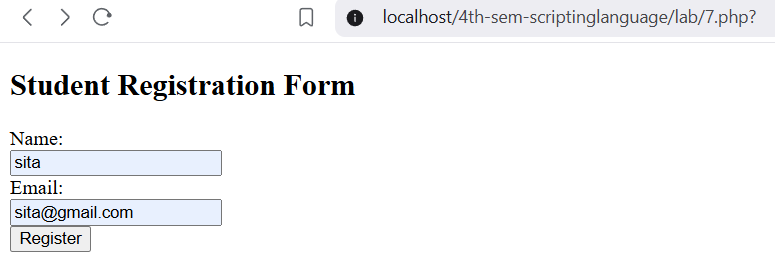 localhost/4th-sem-scriptinglanguage/lab/7.php?
Student Registration Form
Name:
sita
Email:
sita@gmail.com
Register